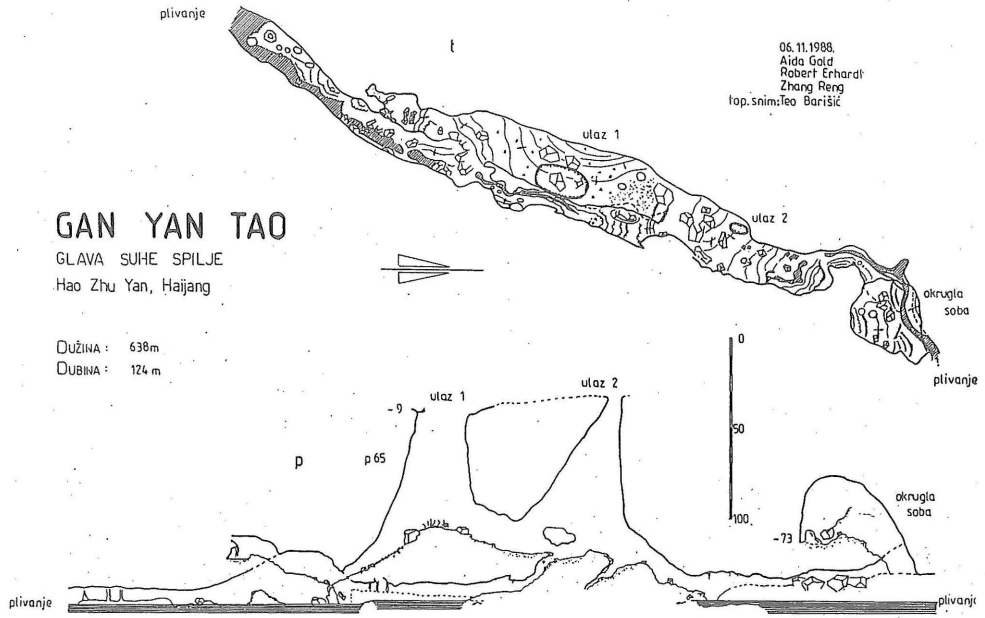 plivanje
t
06.11.1988.
Aida Gold
Robert Erhardt
Zhang Reng
top. snim: Teo Barišić
ulaz 1
ulaz 2
GAN YAN TAO
GLAVA SUHE SPILJE
Hao Zhu Yan, Haijang
okrugla
soba
DUŽINA : 638m
DUBINA : 124 m
plivanje
0
50
100
ulaz 1
ulaz 2
-9
p
p 65
okrugla
soba
-73
plivanje
plivanje